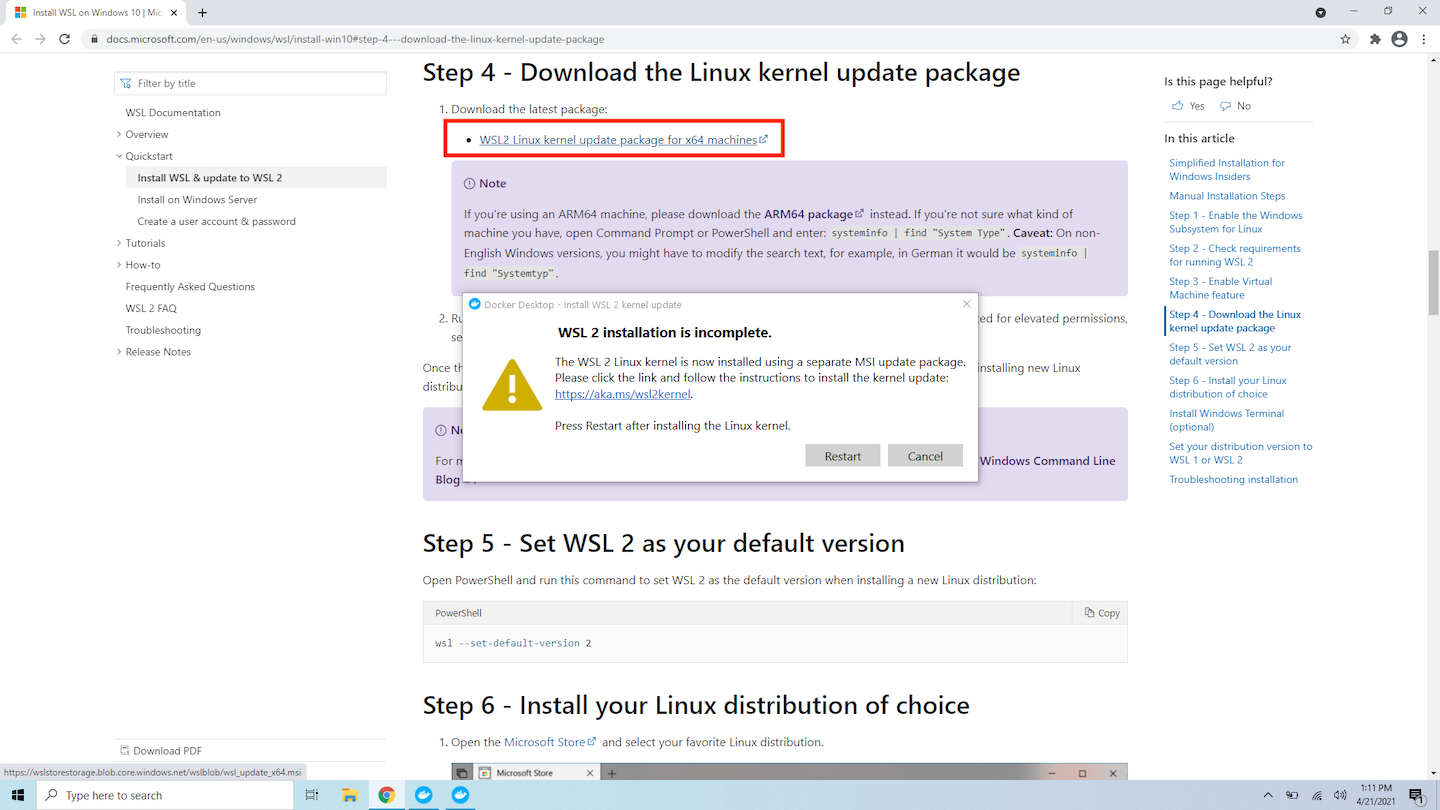 Install WSL on Windows 10 | Mic
docs.microsoft.com/en-us/windows/wsl/install-win10#step-4---download-the-linux-kernel-update-package
Filter by title
WSL Documentation
Overview
Quickstart
Install WSL & update to WSL 2
Install on Windows Server
Create a user account & password
Tutorials
How-to
Frequently Asked Questions
WSL 2 FAQ
Troubleshooting
Release Notes
Download PDF
Step 4 - Download the Linux kernel update package
1. Download the latest package:
• WSL2 Linux kernel update package for x64 machines
Note
If you're using an ARM64 machine, please download the ARM64 package instead. If you're not sure what kind of
machine you have, open Command Prompt or PowerShell and enter: systeminfo | find "System Type". Caveat: On non-
English Windows versions, you might have to modify the search text, for example, in German it would be systeminfo |
find "Systemtyp".
2. Ru
ed for elevated permissions,
se
Once th
installing new Linux
distribu
No
For m
Windows Command Line
Blog
Docker Desktop - Install WSL 2 kernel update
WSL 2 installation is incomplete.
The WSL 2 Linux kernel is now installed using a separate MSI update package.
Please click the link and follow the instructions to install the kernel update:
https://aka.ms/wsl2kernel.
Press Restart after installing the Linux kernel.
Restart
Cancel
Step 5 - Set WSL 2 as your default version
Open PowerShell and run this command to set WSL 2 as the default version when installing a new Linux distribution:
PowerShell
Copy
wsl --set-default-version 2
Step 6 - Install your Linux distribution of choice
1. Open the Microsoft Store and select your favorite Linux distribution.
Microsoft Store
Is this page helpful?
Yes No
In this article
Simplified Installation for
Windows Insiders
Manual Installation Steps
Step 1 - Enable the Windows
Subsystem for Linux
Step 2 - Check requirements
for running WSL 2
Step 3 - Enable Virtual
Machine feature
Step 4 - Download the Linux
kernel update package
Step 5 - Set WSL 2 as your
default version
Step 6 - Install your Linux
distribution of choice
Install Windows Terminal
(optional)
Set your distribution version to
WSL 1 or WSL 2
Troubleshooting installation
https://wslstorestorage.blob.core.windows.net/wslblob/wsl_update_x64.msi
Type here to search
1:11 PM
4/21/2021
1